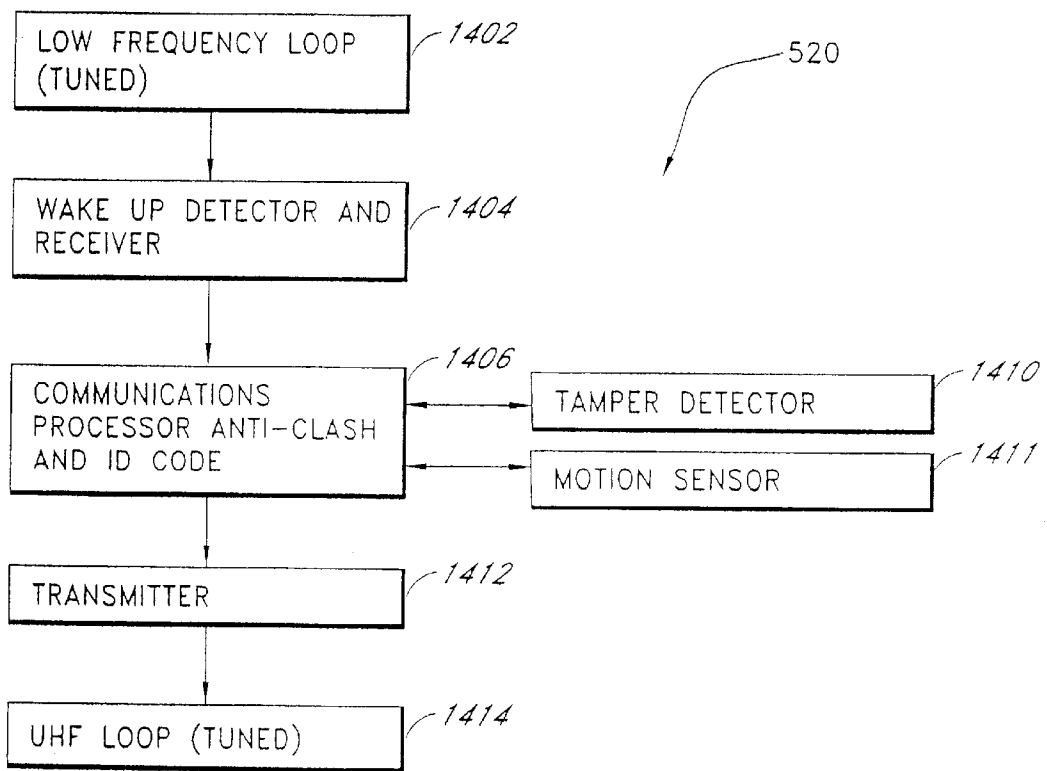 LOW FREQUENCY LOOP
(TUNED)
1402
520
WAKE UP DETECTOR AND
RECEIVER
1404
COMMUNICATIONS
PROCESSOR ANTI-CLASH
AND ID CODE
1406
TAMPER DETECTOR
1410
MOTION SENSOR
1411
TRANSMITTER
1412
UHF LOOP (TUNED)
1414